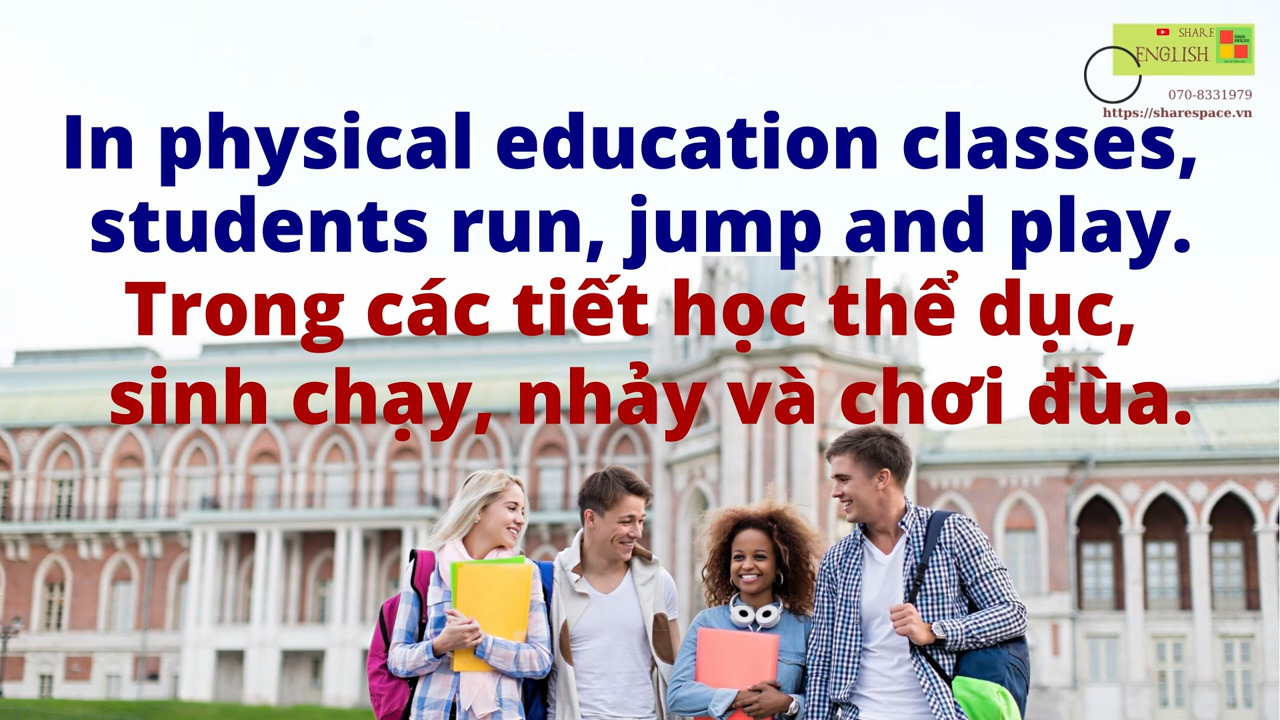 SHARE
ENGLISH
070-8331979
https://sharespace.vn
In physical education classes,
students run, jump and play.
Trong các tiết học thể dục,
sinh chạy, nhảy và chơi đùa.